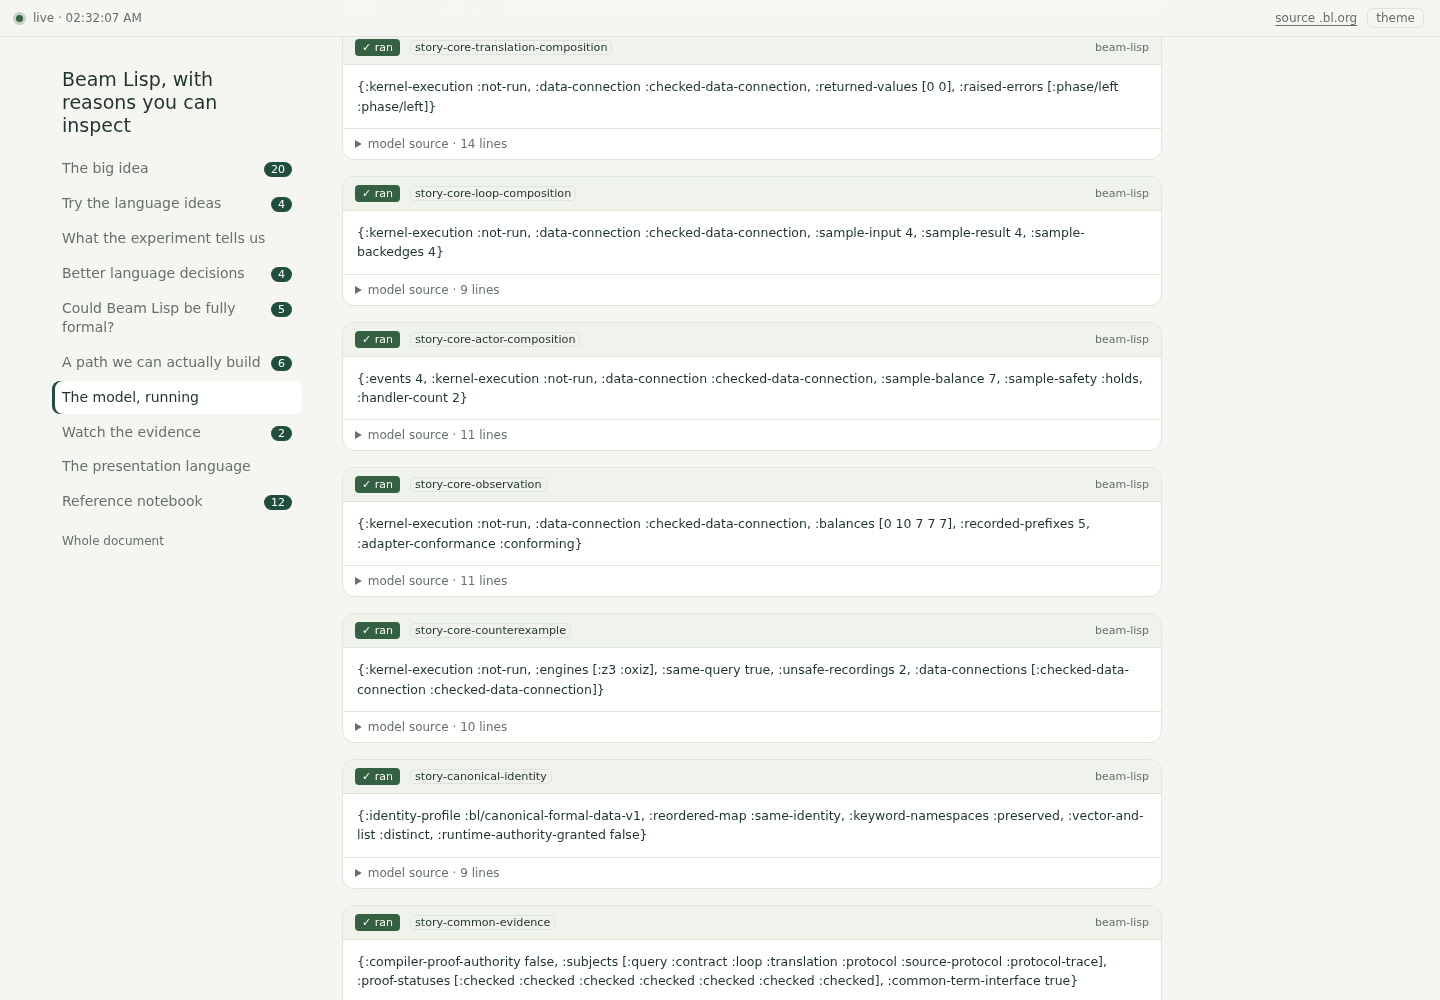 live · 02:32:07 AM
source .bl.org
theme
Beam Lisp, with
reasons you can
inspect
The big idea 20
Try the language ideas 4
What the experiment tells us
Better language decisions 4
Could Beam Lisp be fully
formal? 5
A path we can actually build 6
The model, running
Watch the evidence 2
The presentation language
Reference notebook 12
Whole document
✓ ran story-core-translation-composition beam-lisp
{:kernel-execution :not-run, :data-connection :checked-data-connection, :returned-values [0 0], :raised-errors [:phase/left
:phase/left]}
▶ model source · 14 lines
✓ ran story-core-loop-composition beam-lisp
{:kernel-execution :not-run, :data-connection :checked-data-connection, :sample-input 4, :sample-result 4, :sample-
backedges 4}
▶ model source · 9 lines
✓ ran story-core-actor-composition beam-lisp
{:events 4, :kernel-execution :not-run, :data-connection :checked-data-connection, :sample-balance 7, :sample-safety :holds,
:handler-count 2}
▶ model source · 11 lines
✓ ran story-core-observation beam-lisp
{:kernel-execution :not-run, :data-connection :checked-data-connection, :balances [0 10 7 7 7], :recorded-prefixes 5,
:adapter-conformance :conforming}
▶ model source · 11 lines
✓ ran story-core-counterexample beam-lisp
{:kernel-execution :not-run, :engines [:z3 :oxiz], :same-query true, :unsafe-recordings 2, :data-connections [:checked-data-
connection :checked-data-connection]}
▶ model source · 10 lines
✓ ran story-canonical-identity beam-lisp
{:identity-profile :bl/canonical-formal-data-v1, :reordered-map :same-identity, :keyword-namespaces :preserved, :vector-and-
list :distinct, :runtime-authority-granted false}
▶ model source · 9 lines
✓ ran story-common-evidence beam-lisp
{:compiler-proof-authority false, :subjects [:query :contract :loop :translation :protocol :source-protocol :protocol-trace],
:proof-statuses [:checked :checked :checked :checked :checked :checked :checked], :common-term-interface true}